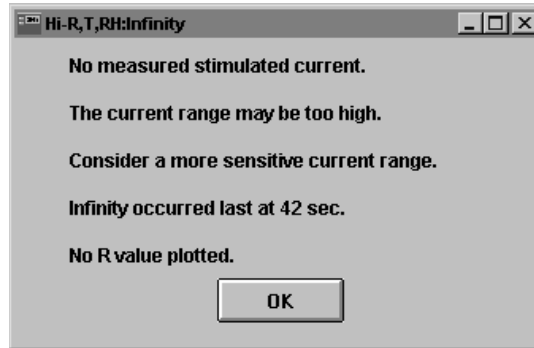 Hi-R,T,RH:Infinity
No measured stimulated current.
The current range may be too high.
Consider a more sensitive current range.
Infinity occurred last at 42 sec.
No R value plotted.
OK